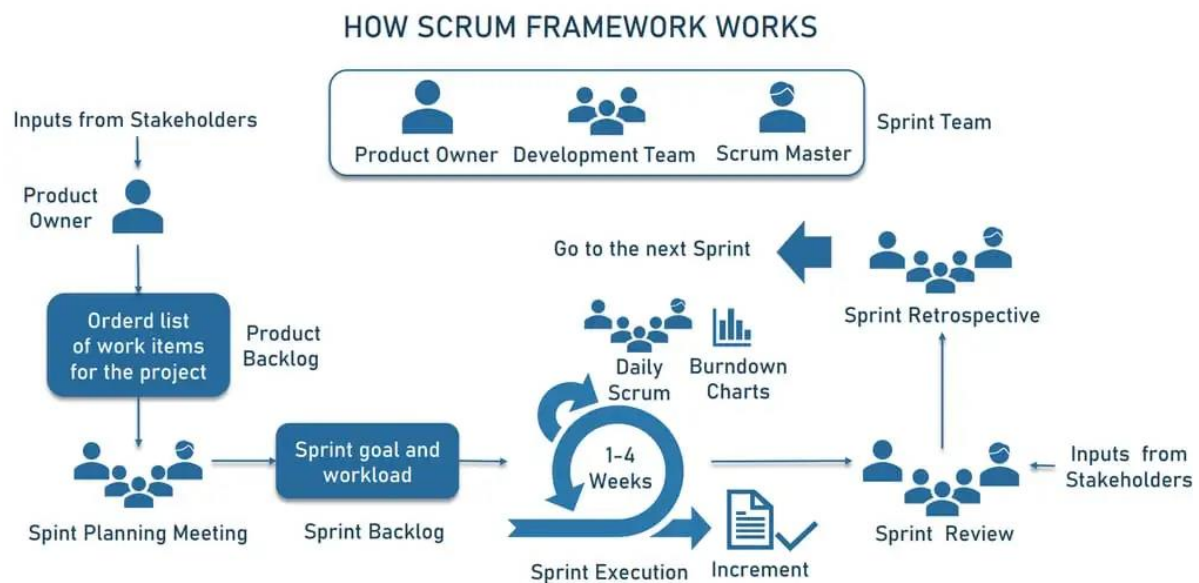 HOW SCRUM FRAMEWORK WORKS
Product Owner
Development Team
Scrum Master
Sprint Team
Inputs from Stakeholders
Product
Owner
Orderd list
of work items
for the project
Product
Backlog
Spint Planning Meeting
Sprint goal and
workload
Sprint Backlog
Daily
Scrum
Burndown
Charts
1-4
Weeks
Sprint Execution
Increment
Sprint Review
Inputs from
Stakeholders
Sprint Retrospective
Go to the next Sprint